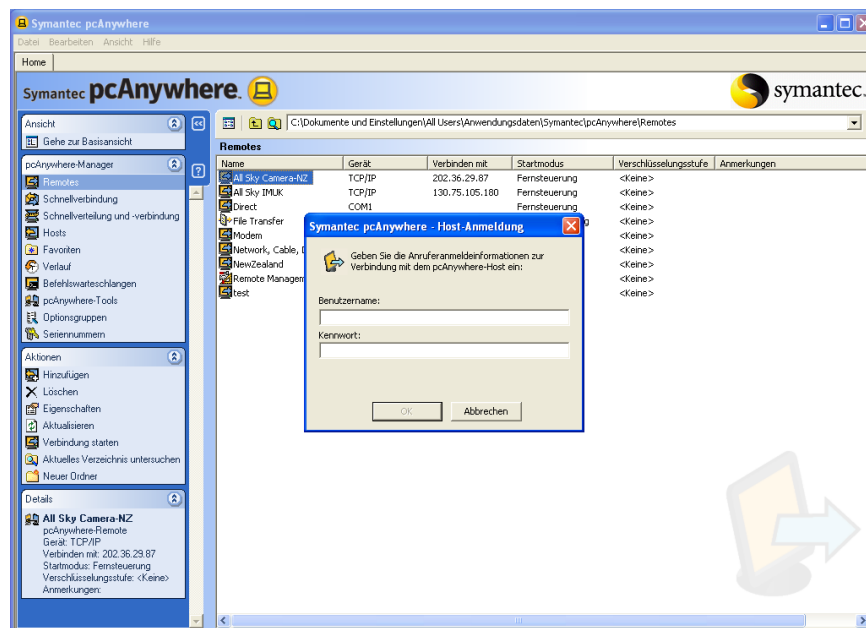 Symantec pcAnywhere
Datei Bearbeiten Ansicht Hilfe
Home
Symantec pcAnywhere
symantec.
Ansicht
Gehe zur Basisansicht
pcAnywhere-Manager
Remotes
Schnellverbindung
Schnellverteilung und -verbindung
Hosts
Favoriten
Verlauf
Befehlswarteschlangen
pcAnywhere-Tools
Optionsgruppen
Seriennummern
Aktionen
Hinzufügen
Löschen
Eigenschaften
Aktualisieren
Verbindung starten
Aktuelles Verzeichnis untersuchen
Neuer Ordner
Details
All Sky Camera-NZ
pcAnywhere-Remote
Gerät: TCP/IP
Verbinden mit: 202.36.29.87
Startmodus: Fernsteuerung
Verschlüsselungsstufe: <Keine>
Anmerkungen:
C:\Dokumente und Einstellungen\All Users\Anwendungsdaten\Symantec\pcAnywhere\Remotes
Remotes
Name Gerät Verbinden mit Startmodus Verschlüsselungsstufe Anmerkungen
All Sky Camera-NZ TCP/IP 202.36.29.87 Fernsteuerung <Keine>
All Sky IMUK TCP/IP 130.75.105.180 Fernsteuerung <Keine>
Direct COM1 Fernsteuerung <Keine>
File Transfer <Keine>
Modem <Keine>
Network, Cable, <Keine>
NewZealand <Keine>
Remote <Keine>
test <Keine>
Symantec pcAnywhere - Host-Anmeldung
Geben Sie die Anruferanmeldeinformationen zur
Verbindung mit dem pcAnywhere-Host ein:
Benutzername:
Kennwort:
OK Abbrechen